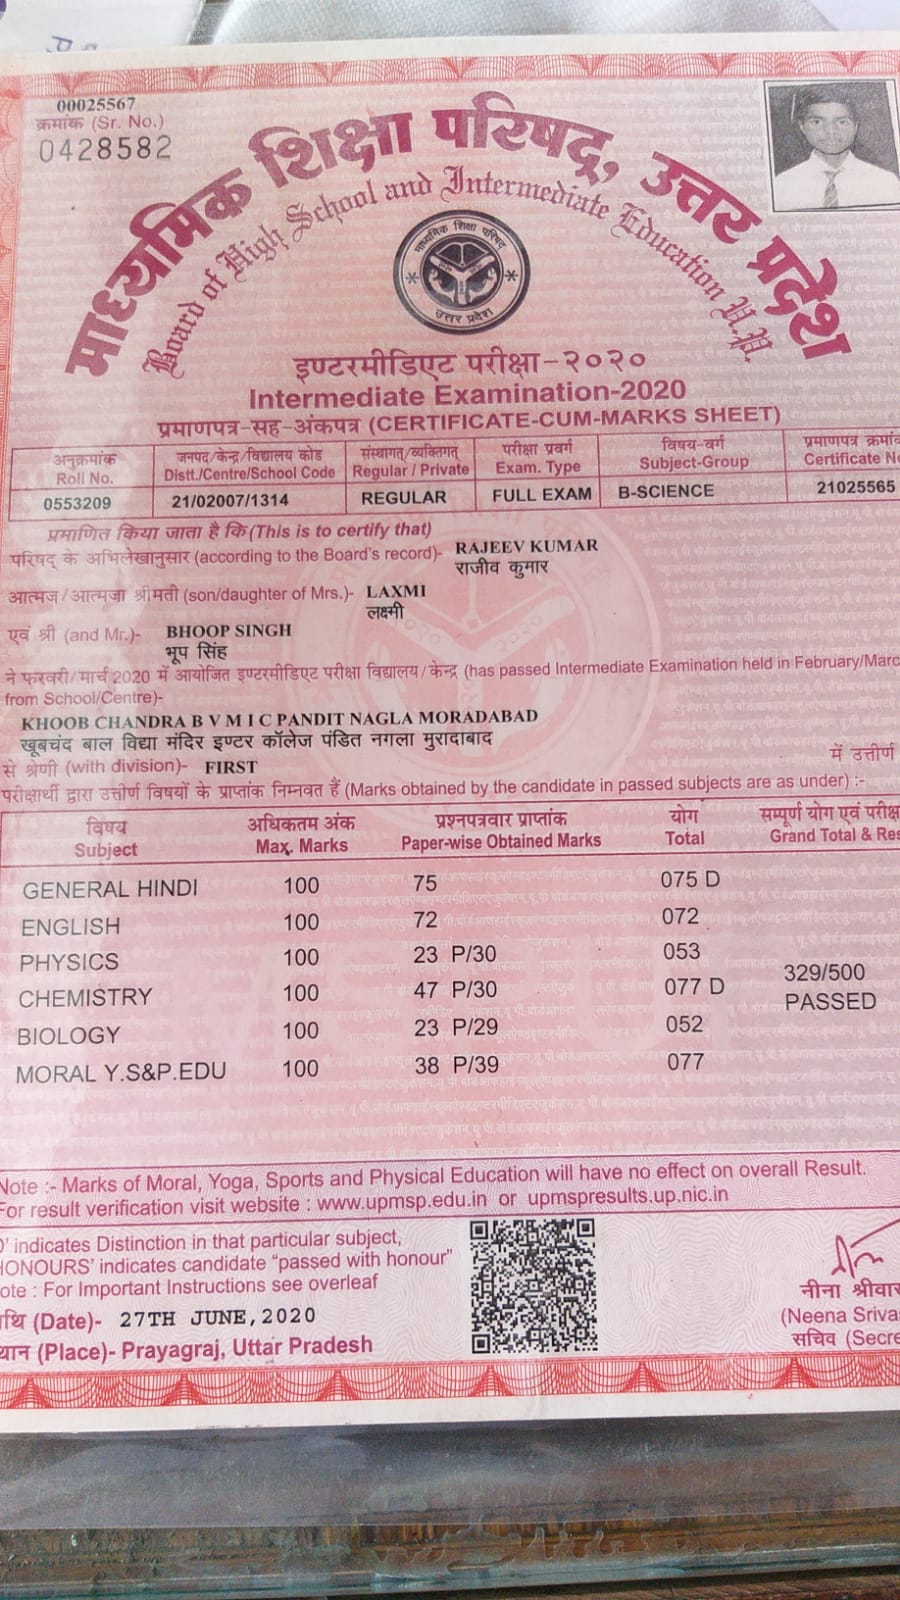 00025567
क्रमांक (Sr. No.)
0428582
माध्यमिक शिक्षा परिषद्, उत्तर प्रदेश
Board of High School and Intermediate Education U.P.
माध्यमिक शिक्षा परिषद्
उत्तर प्रदेश
इण्टरमीडिएट परीक्षा-२०२०
Intermediate Examination-2020
प्रमाणपत्र-सह-अंकपत्र (CERTIFICATE-CUM-MARKS SHEET)
अनुक्रमांक जनपद/केन्द्र/विद्यालय कोड संस्थागत्/व्यक्तिगत् परीक्षा प्रवर्ग विषय-वर्ग प्रमाणपत्र क्रमांक
Roll No. Distt./Centre/School Code Regular / Private Exam. Type Subject-Group Certificate No
0553209 21/02007/1314 REGULAR FULL EXAM B-SCIENCE 21025565
प्रमाणित किया जाता है कि (This is to certify that)
परिषद् के अभिलेखानुसार (according to the Board's record)- RAJEEV KUMAR
राजीव कुमार
आत्मज/आत्मजा श्रीमती (son/daughter of Mrs.)- LAXMI
लक्ष्मी
एवं श्री (and Mr.)- BHOOP SINGH
भूप सिंह
ने फरवरी/मार्च 2020 में आयोजित इण्टरमीडिएट परीक्षा विद्यालय/केन्द्र (has passed Intermediate Examination held in February/Marc
from School/Centre)-
KHOOB CHANDRA B V M I C PANDIT NAGLA MORADABAD
खूबचंद बाल विद्या मंदिर इण्टर कॉलेज पंडित नगला मुरादाबाद
से श्रेणी (with division)- FIRST में उत्तीर्ण
परीक्षार्थी द्वारा उत्तीर्ण विषयों के प्राप्तांक निम्नवत हैं (Marks obtained by the candidate in passed subjects are as under) :-
विषय अधिकतम अंक प्रश्नपत्रवार प्राप्तांक योग सम्पूर्ण योग एवं परीक्ष
Subject Max. Marks Paper-wise Obtained Marks Total Grand Total & Res
GENERAL HINDI 100 75 075 D
ENGLISH 100 72 072
PHYSICS 100 23 P/30 053
CHEMISTRY 100 47 P/30 077 D 329/500
PASSED
BIOLOGY 100 23 P/29 052
MORAL Y.S&P.EDU 100 38 P/39 077
Note :- Marks of Moral, Yoga, Sports and Physical Education will have no effect on overall Result.
For result verification visit website : www.upmsp.edu.in or upmspresults.up.nic.in
D' indicates Distinction in that particular subject,
HONOURS' indicates candidate "passed with honour"
ote : For Important Instructions see overleaf
थि (Date)- 27TH JUNE,2020
थान (Place)- Prayagraj, Uttar Pradesh
नीना श्रीवा
(Neena Sriva
सचिव (Secre